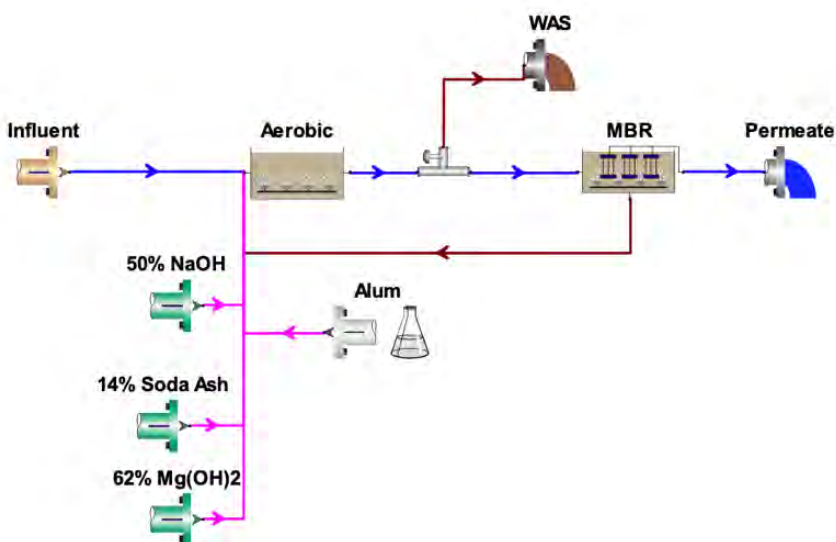 WAS
Influent
Aerobic
MBR
Permeate
50% NaOH
Alum
14% Soda Ash
62% Mg(OH)2